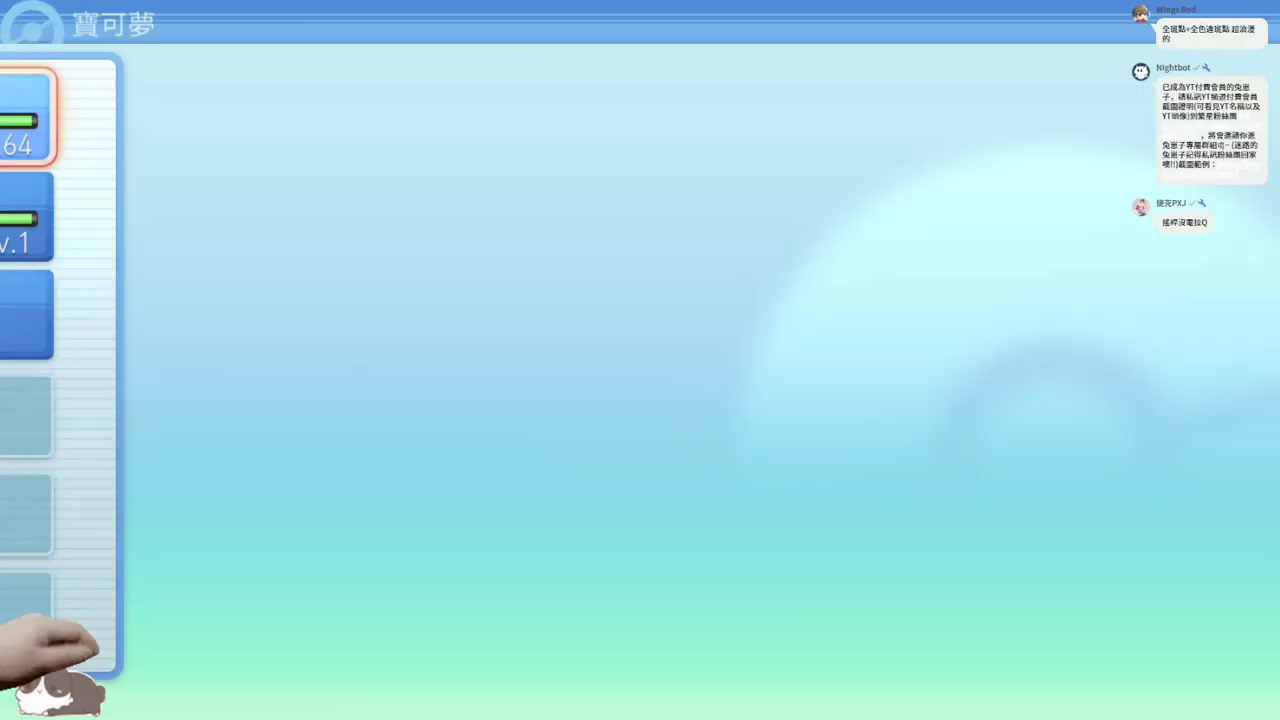 寶可夢
64
v.1
Wings Red
全斑點+全色違斑點 超浪漫
的
Nightbot
已成為YT付費會員的兔崽
子，請私訊YT頻道付費會員
截圖證明(可看見YT名稱以及
YT頭像)到繁星粉絲團
，將會邀請你進
兔崽子專屬群組唷~ (迷路的
兔崽子記得私訊粉絲團回家
噢!!)截圖範例：
捷克PXJ
搖桿沒電拉Q